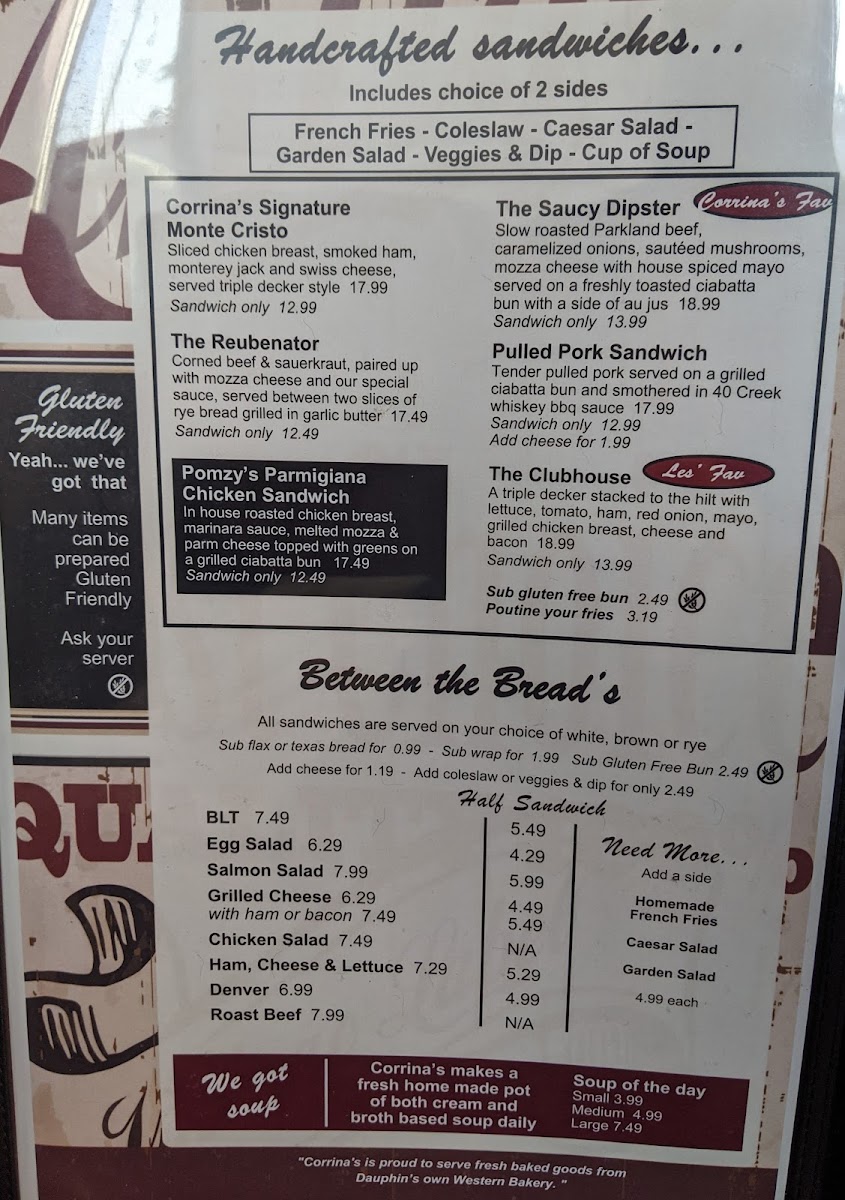 Handcrafted sandwiches...
Includes choice of 2 sides
French Fries - Coleslaw - Caesar Salad -
Garden Salad - Veggies & Dip - Cup of Soup
Corrina's Signature
Monte Cristo
Sliced chicken breast, smoked ham,
monterey jack and swiss cheese,
served triple decker style 17.99
Sandwich only 12.99
The Reubenator
Corned beef & sauerkraut, paired up
with mozza cheese and our special
sauce, served between two slices of
rye bread grilled in garlic butter 17.49
Sandwich only 12.49
Pomzy's Parmigiana
Chicken Sandwich
In house roasted chicken breast,
marinara sauce, melted mozza &
parm cheese topped with greens on
a grilled ciabatta bun 17.49
Sandwich only 12.49
The Saucy Dipster Corrina's Fav
Slow roasted Parkland beef,
caramelized onions, sautéed mushrooms,
mozza cheese with house spiced mayo
served on a freshly toasted ciabatta
bun with a side of au jus 18.99
Sandwich only 13.99
Pulled Pork Sandwich
Tender pulled pork served on a grilled
ciabatta bun and smothered in 40 Creek
whiskey bbq sauce 17.99
Sandwich only 12.99
Add cheese for 1.99
The Clubhouse Les' Fav
A triple decker stacked to the hilt with
lettuce, tomato, ham, red onion, mayo,
grilled chicken breast, cheese and
bacon 18.99
Sandwich only 13.99
Sub gluten free bun 2.49
Poutine your fries 3.19
Gluten
Friendly
Yeah... we've
got that
Many items
can be
prepared
Gluten
Friendly
Ask your
server
Between the Bread's
All sandwiches are served on your choice of white, brown or rye
Sub flax or texas bread for 0.99 - Sub wrap for 1.99 Sub Gluten Free Bun 2.49
Add cheese for 1.19 - Add coleslaw or veggies & dip for only 2.49
Half Sandwich
BLT 7.49 5.49
Egg Salad 6.29 4.29
Salmon Salad 7.99 5.99
Grilled Cheese 6.29 4.49
with ham or bacon 7.49 5.49
Chicken Salad 7.49 N/A
Ham, Cheese & Lettuce 7.29 5.29
Denver 6.99 4.99
Roast Beef 7.99 N/A
Need More...
Add a side
Homemade
French Fries
Caesar Salad
Garden Salad
4.99 each
We got
soup
Corrina's makes a
fresh home made pot
of both cream and
broth based soup daily
Soup of the day
Small 3.99
Medium 4.99
Large 7.49
"Corrina's is proud to serve fresh baked goods from
Dauphin's own Western Bakery. "